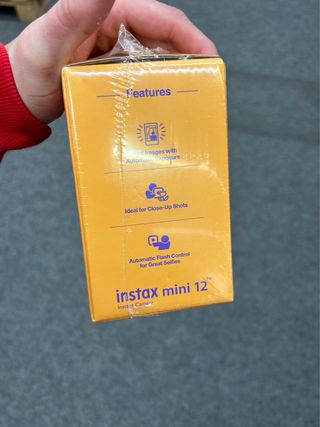 Features
Images with
Automatic Exposure
Ideal for Close-Up Shots
Automatic Flash Control
for Great Selfies
instax mini 12™
Instant Camera